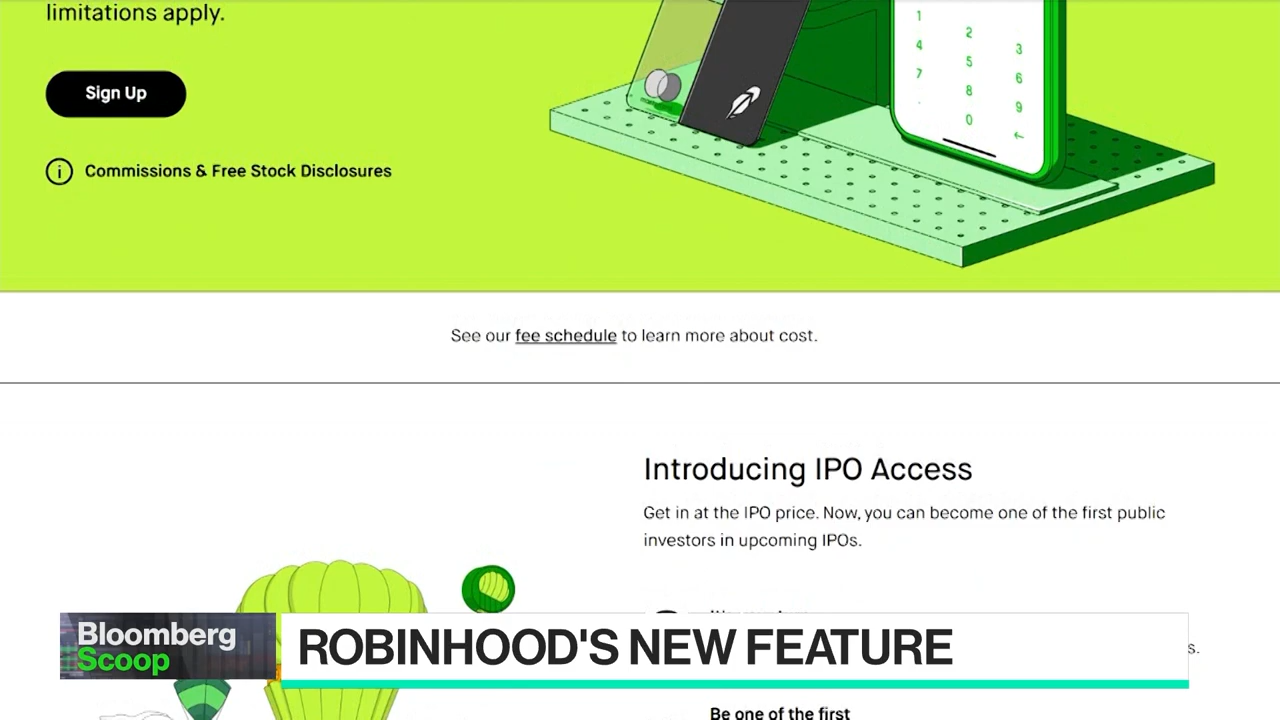 limitations apply.
Sign Up
Commissions & Free Stock Disclosures
1
2
3
4
5
6
7
8
9
0
See our fee schedule to learn more about cost.
Introducing IPO Access
Get in at the IPO price. Now, you can become one of the first public
investors in upcoming IPOs.
s.
Bloomberg
Scoop
ROBINHOOD'S NEW FEATURE
Be one of the first